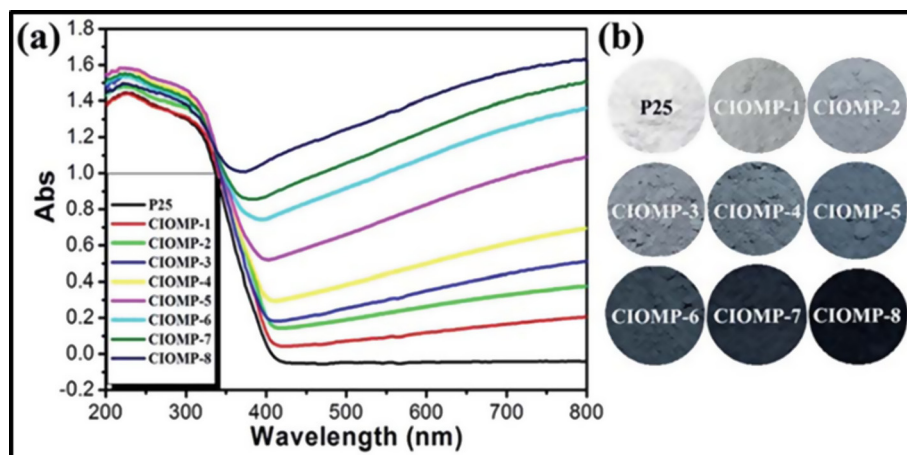 (a)
Abs
1.8
1.6
1.4
1.2
1.0
0.8
0.6
0.4
0.2
0.0
-0.2
P25
CIOMP-1
CIOMP-2
CIOMP-3
CIOMP-4
CIOMP-5
CIOMP-6
CIOMP-7
CIOMP-8
200 300 400 500 600 700 800
Wavelength (nm)
(b)
P25 CIOMP-1 CIOMP-2
CIOMP-3 CIOMP-4 CIOMP-5
CIOMP-6 CIOMP-7 CIOMP-8